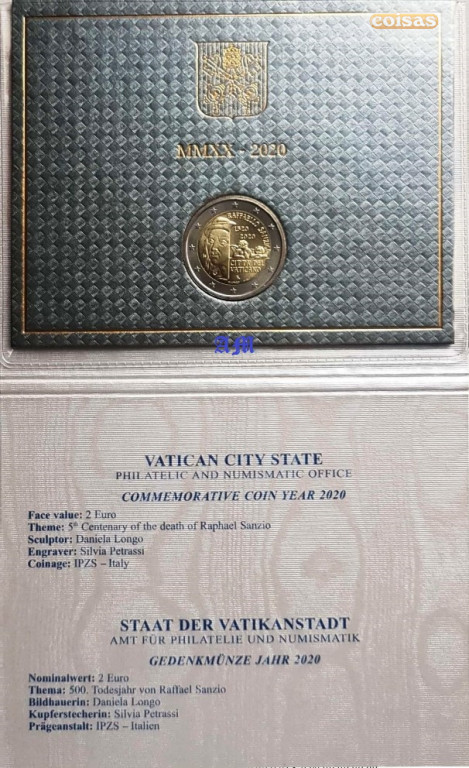 coisas
MMXX - 2020
RAFFAELLO SANZIO
1520
2020
CITTÀ DEL
VATICANO
AJM
VATICAN CITY STATE
PHILATELIC AND NUMISMATIC OFFICE
COMMEMORATIVE COIN YEAR 2020
Face value: 2 Euro
Theme: 5th Centenary of the death of Raphael Sanzio
Sculptor: Daniela Longo
Engraver: Silvia Petrassi
Coinage: IPZS – Italy
STAAT DER VATIKANSTADT
AMT FÜR PHILATELIE UND NUMISMATIK
GEDENKMÜNZE JAHR 2020
Nominalwert: 2 Euro
Thema: 500. Todesjahr von Raffael Sanzio
Bildhauerin: Daniela Longo
Kupferstecherin: Silvia Petrassi
Prägeanstalt: IPZS – Italien